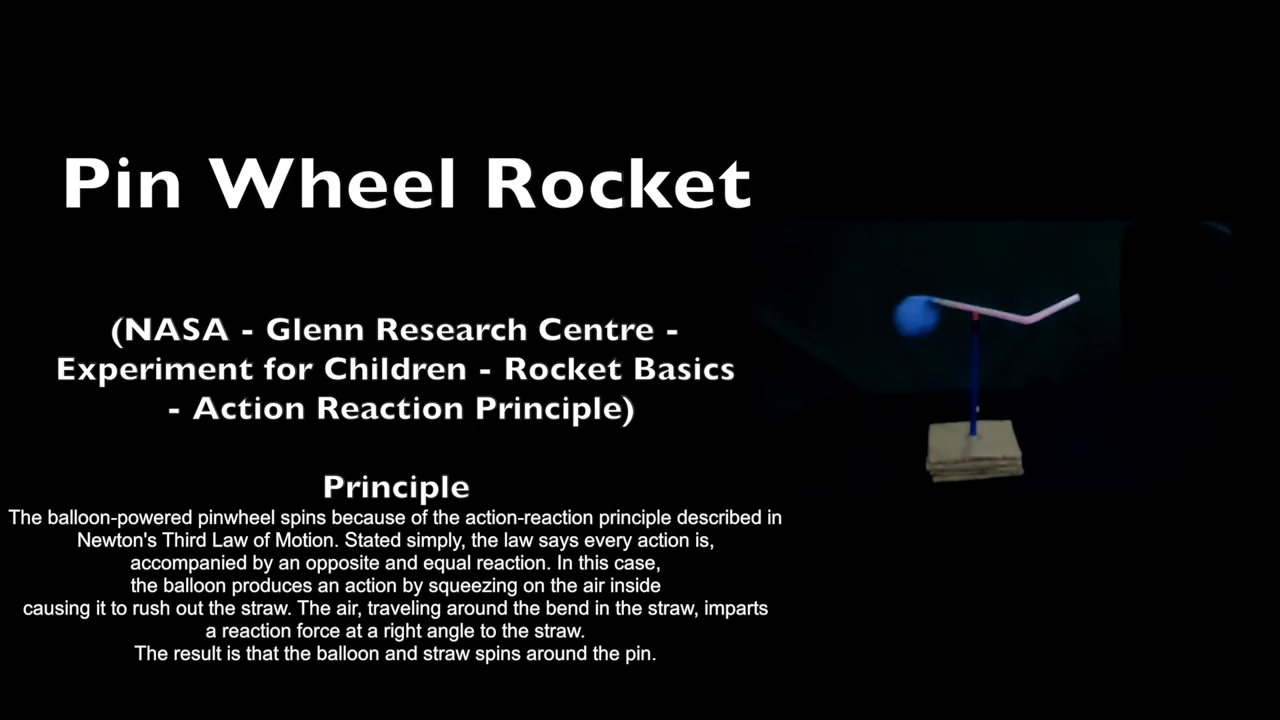 Pin Wheel Rocket
(NASA - Glenn Research Centre -
Experiment for Children - Rocket Basics
- Action Reaction Principle)
Principle
The balloon-powered pinwheel spins because of the action-reaction principle described in
Newton's Third Law of Motion. Stated simply, the law says every action is,
accompanied by an opposite and equal reaction. In this case,
the balloon produces an action by squeezing on the air inside
causing it to rush out the straw. The air, traveling around the bend in the straw, imparts
a reaction force at a right angle to the straw.
The result is that the balloon and straw spins around the pin.